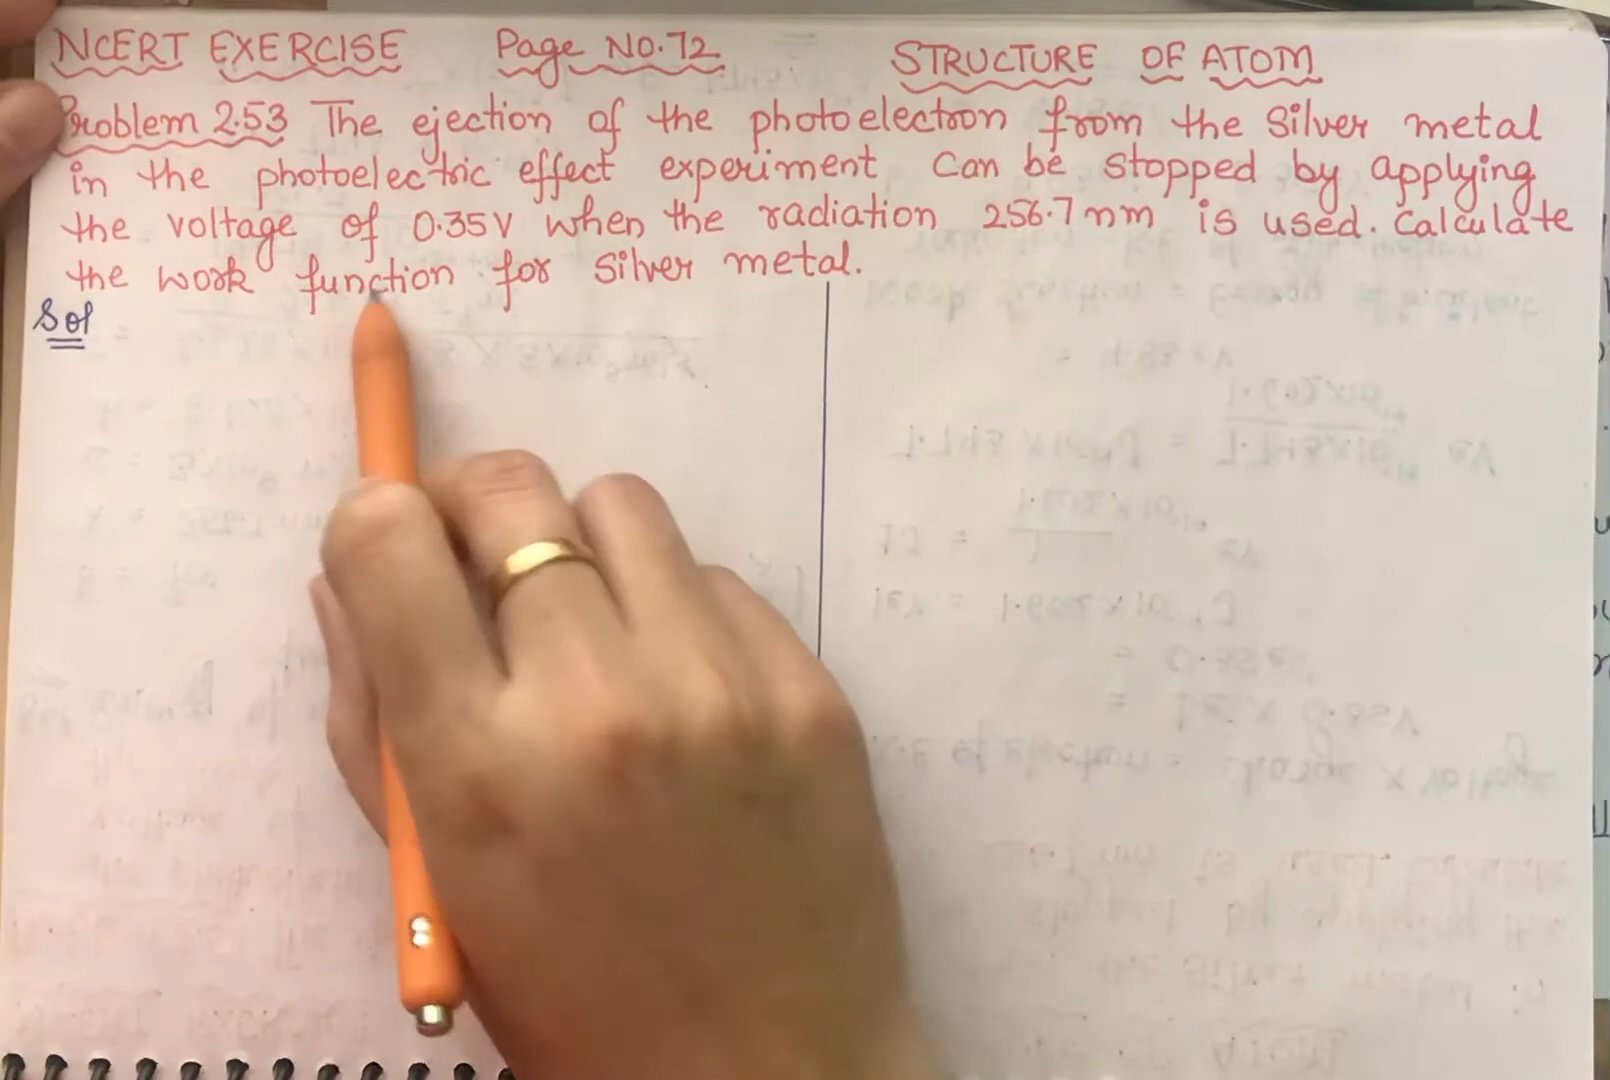 NCERT EXERCISE Page No.72 STRUCTURE OF ATOM
Problem 2.53 The ejection of the photoelectron from the silver metal
in the photoelectric effect experiment can be stopped by applying
the voltage of 0.35V when the radiation 256.7 nm is used. Calculate
the work function for silver metal.
Sol